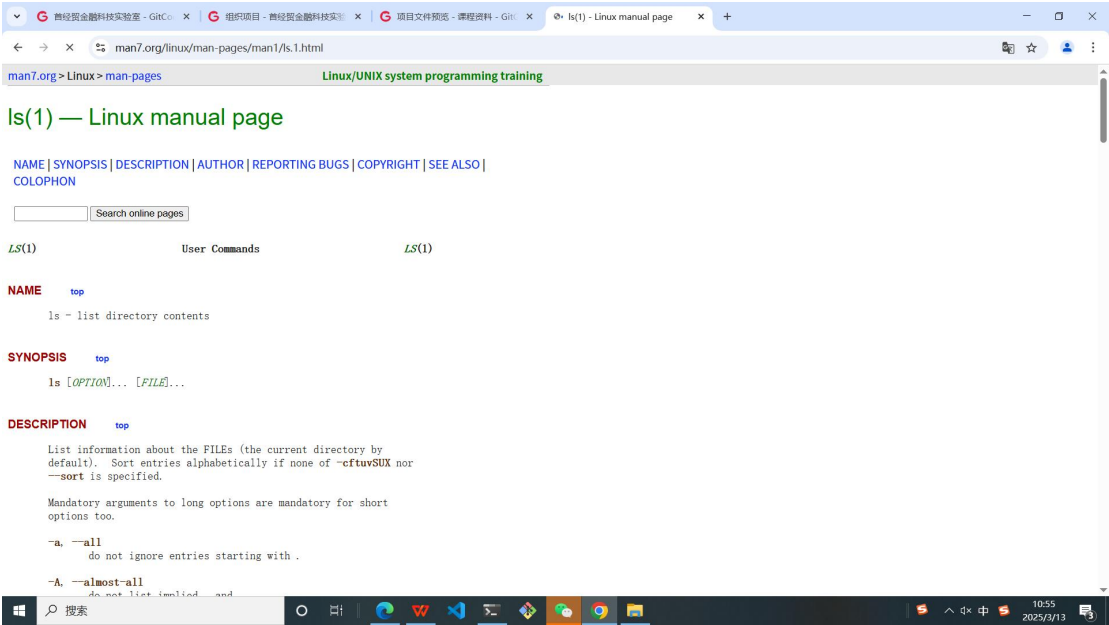 首经贸金融科技实验室 - GitCo
组织项目 - 首经贸金融科技实
项目文件预览 - 课程资料 - Git
ls(1) - Linux manual page
man7.org/linux/man-pages/man1/ls.1.html
man7.org > Linux > man-pages
Linux/UNIX system programming training
ls(1) — Linux manual page
NAME | SYNOPSIS | DESCRIPTION | AUTHOR | REPORTING BUGS | COPYRIGHT | SEE ALSO |
COLOPHON
Search online pages
LS(1) User Commands LS(1)
NAME top
ls - list directory contents
SYNOPSIS top
ls [OPTION]... [FILE]...
DESCRIPTION top
List information about the FILEs (the current directory by
default). Sort entries alphabetically if none of -cftuvSUX nor
--sort is specified.
Mandatory arguments to long options are mandatory for short
options too.
-a, --all
do not ignore entries starting with .
-A, --almost-all
do not list implied . and ..
搜索
中
10:55
2025/3/13
3